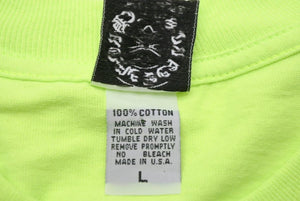 100% COTTON
MACHINE WASH
IN COLD WATER
TUMBLE DRY LOW
REMOVE PROMPTLY
NO BLEACH
MADE IN U.S.A.
L